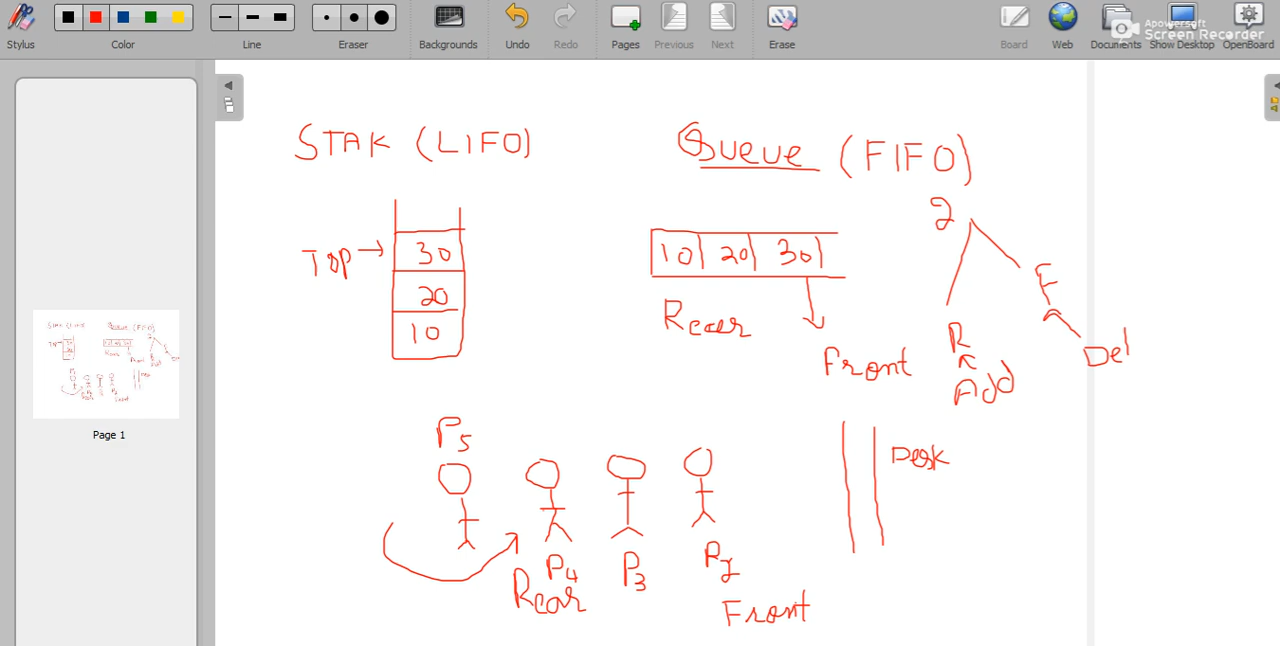 Apowersoft
Screen Recorder
Stylus Color Line Eraser Backgrounds Undo Redo Pages Previous Next Erase Board Web Documents Show Desktop OpenBoard
STAK (LIFO)
Queue (FIFO)
2
Top → 30
20
10
10 20 30
Rear
Front
R
Add
F
Del
P5
Desk
P4
P3
Rear
Front
Page 1